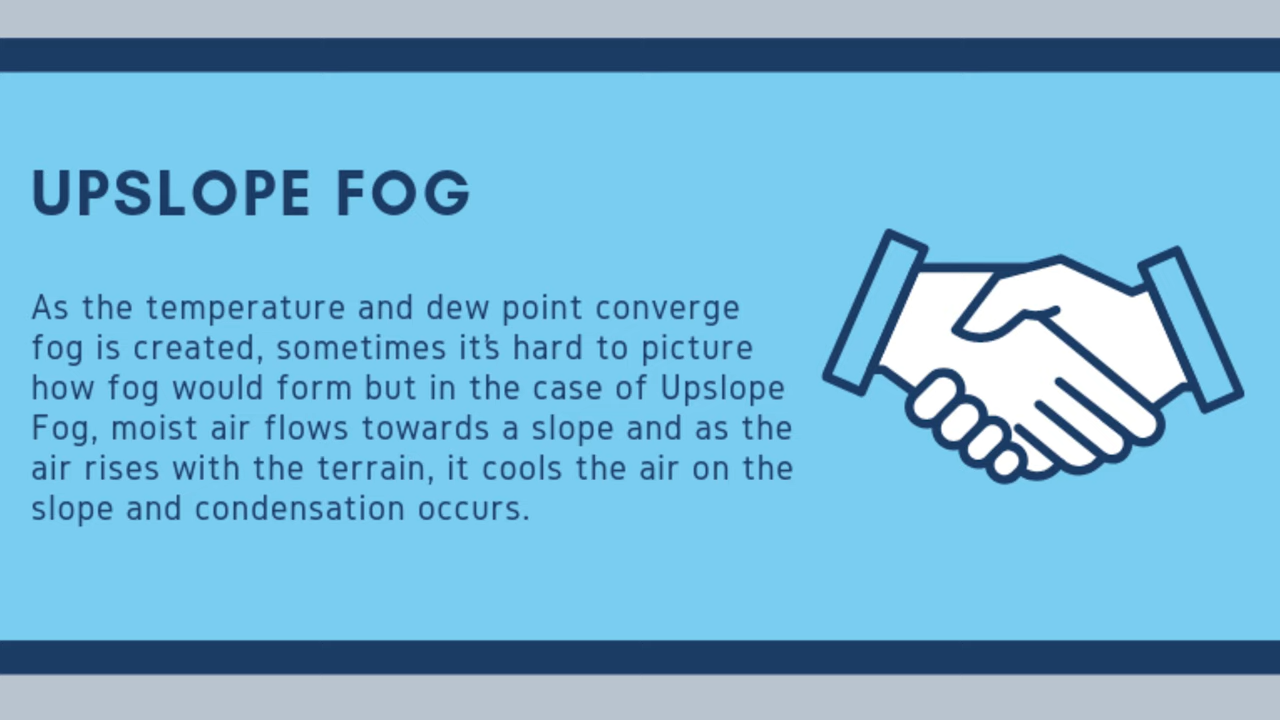 UPSLOPE FOG
As the temperature and dew point converge
fog is created, sometimes it's hard to picture
how fog would form but in the case of Upslope
Fog, moist air flows towards a slope and as the
air rises with the terrain, it cools the air on the
slope and condensation occurs.